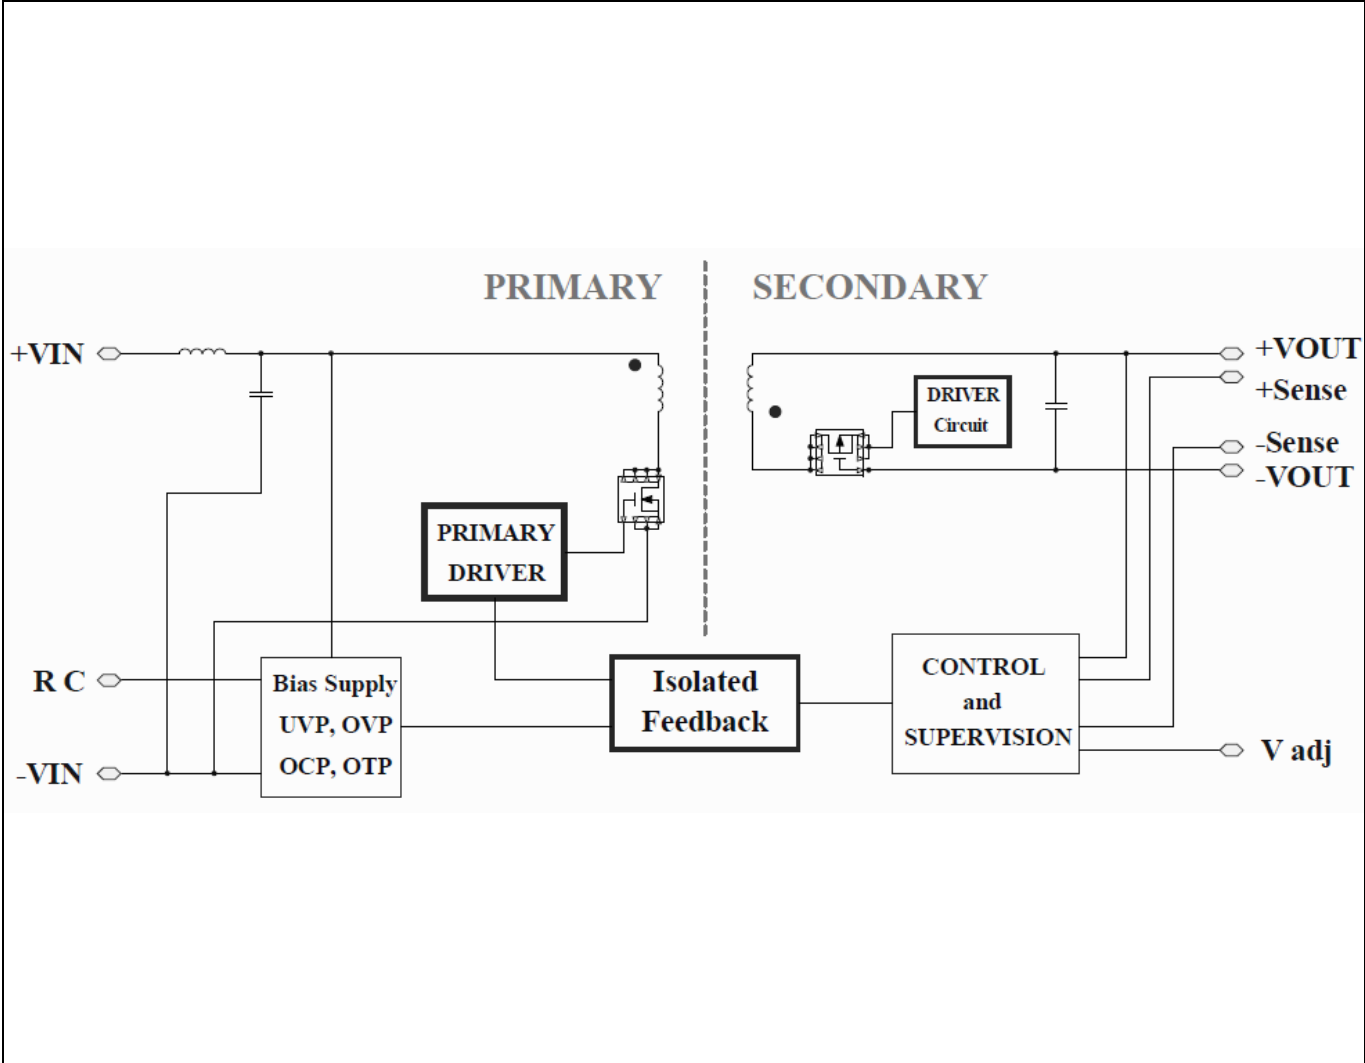 PRIMARY
SECONDARY
+VIN
+VOUT
+Sense
-Sense
-VOUT
DRIVER
Circuit
PRIMARY
DRIVER
R C
-VIN
Bias Supply
UVP, OVP
OCP, OTP
Isolated
Feedback
CONTROL
and
SUPERVISION
V adj